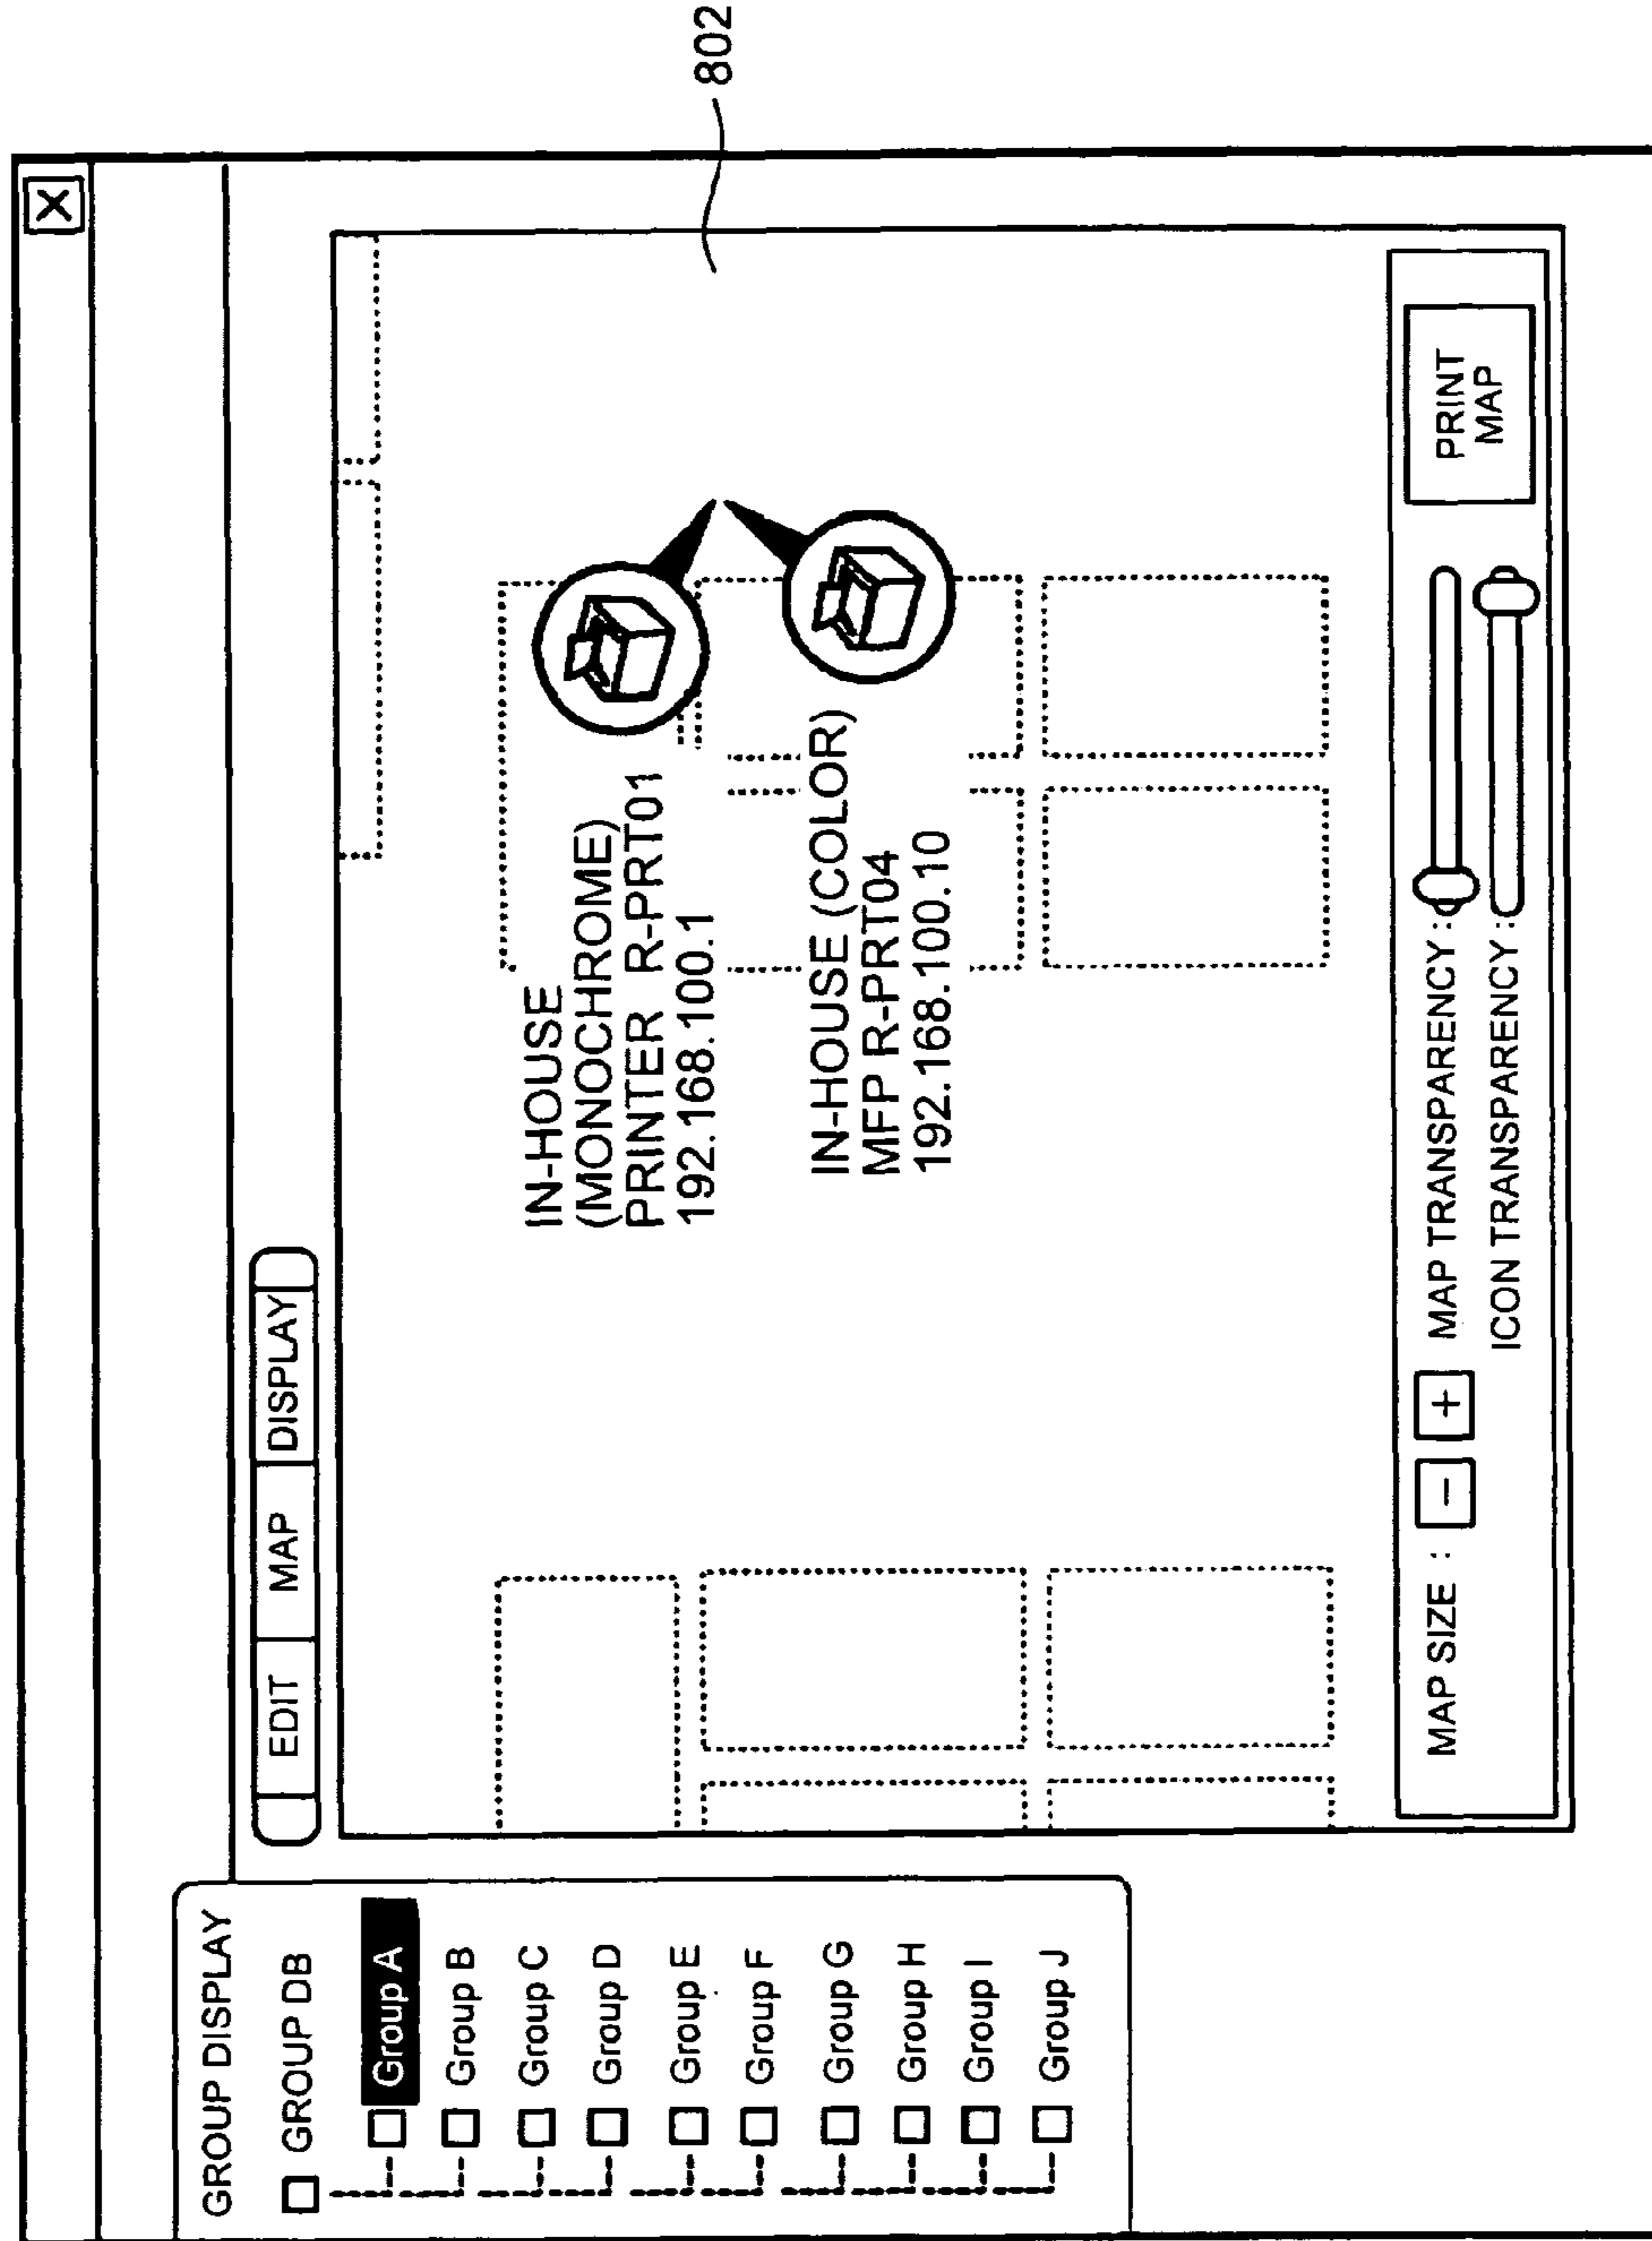 X
GROUP DISPLAY
GROUP DB
Group A
Group B
Group C
Group D
Group E
Group F
Group G
Group H
Group I
Group J
EDIT MAP DISPLAY
IN-HOUSE
(MONOCHROME)
PRINTER R-PRT01
192.168.100.1
IN-HOUSE (COLOR)
MFP R-PRT04
192.168.100.10
802
MAP SIZE : - + MAP TRANSPARENCY :
ICON TRANSPARENCY :
PRINT
MAP